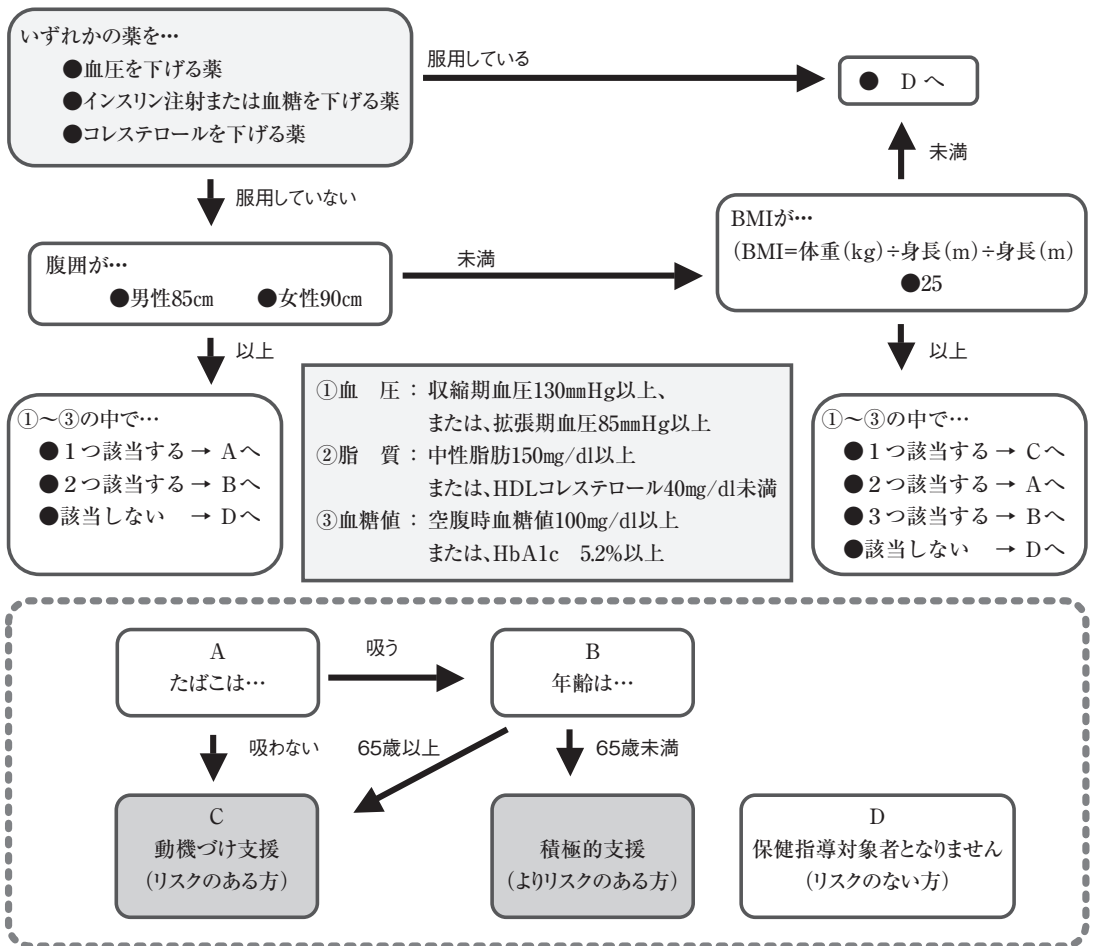 いずれかの薬を…
●血圧を下げる薬
●インスリン注射または血糖を下げる薬
●コレステロールを下げる薬
服用している
● D へ
服用していない
未満
腹囲が…
●男性85㎝ ●女性90㎝
未満
BMIが…
(BMI=体重(kg)÷身長(m)÷身長(m)
●25
以上
以上
①〜③の中で…
●1つ該当する→ Aへ
●2つ該当する→ Bへ
●該当しない → Dへ
①血 圧：収縮期血圧130㎜Hg以上、
または、拡張期血圧85㎜Hg以上
②脂 質：中性脂肪150mg/dl以上
または、HDLコレステロール40mg/dl未満
③血糖値：空腹時血糖値100mg/dl以上
または、HbA1c 5.2%以上
①〜③の中で…
●1つ該当する→ Cへ
●2つ該当する→ Aへ
●3つ該当する→ Bへ
●該当しない → Dへ
A
たばこは…
吸う
B
年齢は…
吸わない
65歳以上
65歳未満
C
動機づけ支援
(リスクのある方)
積極的支援
(よりリスクのある方)
D
保健指導対象者となりません
(リスクのない方)